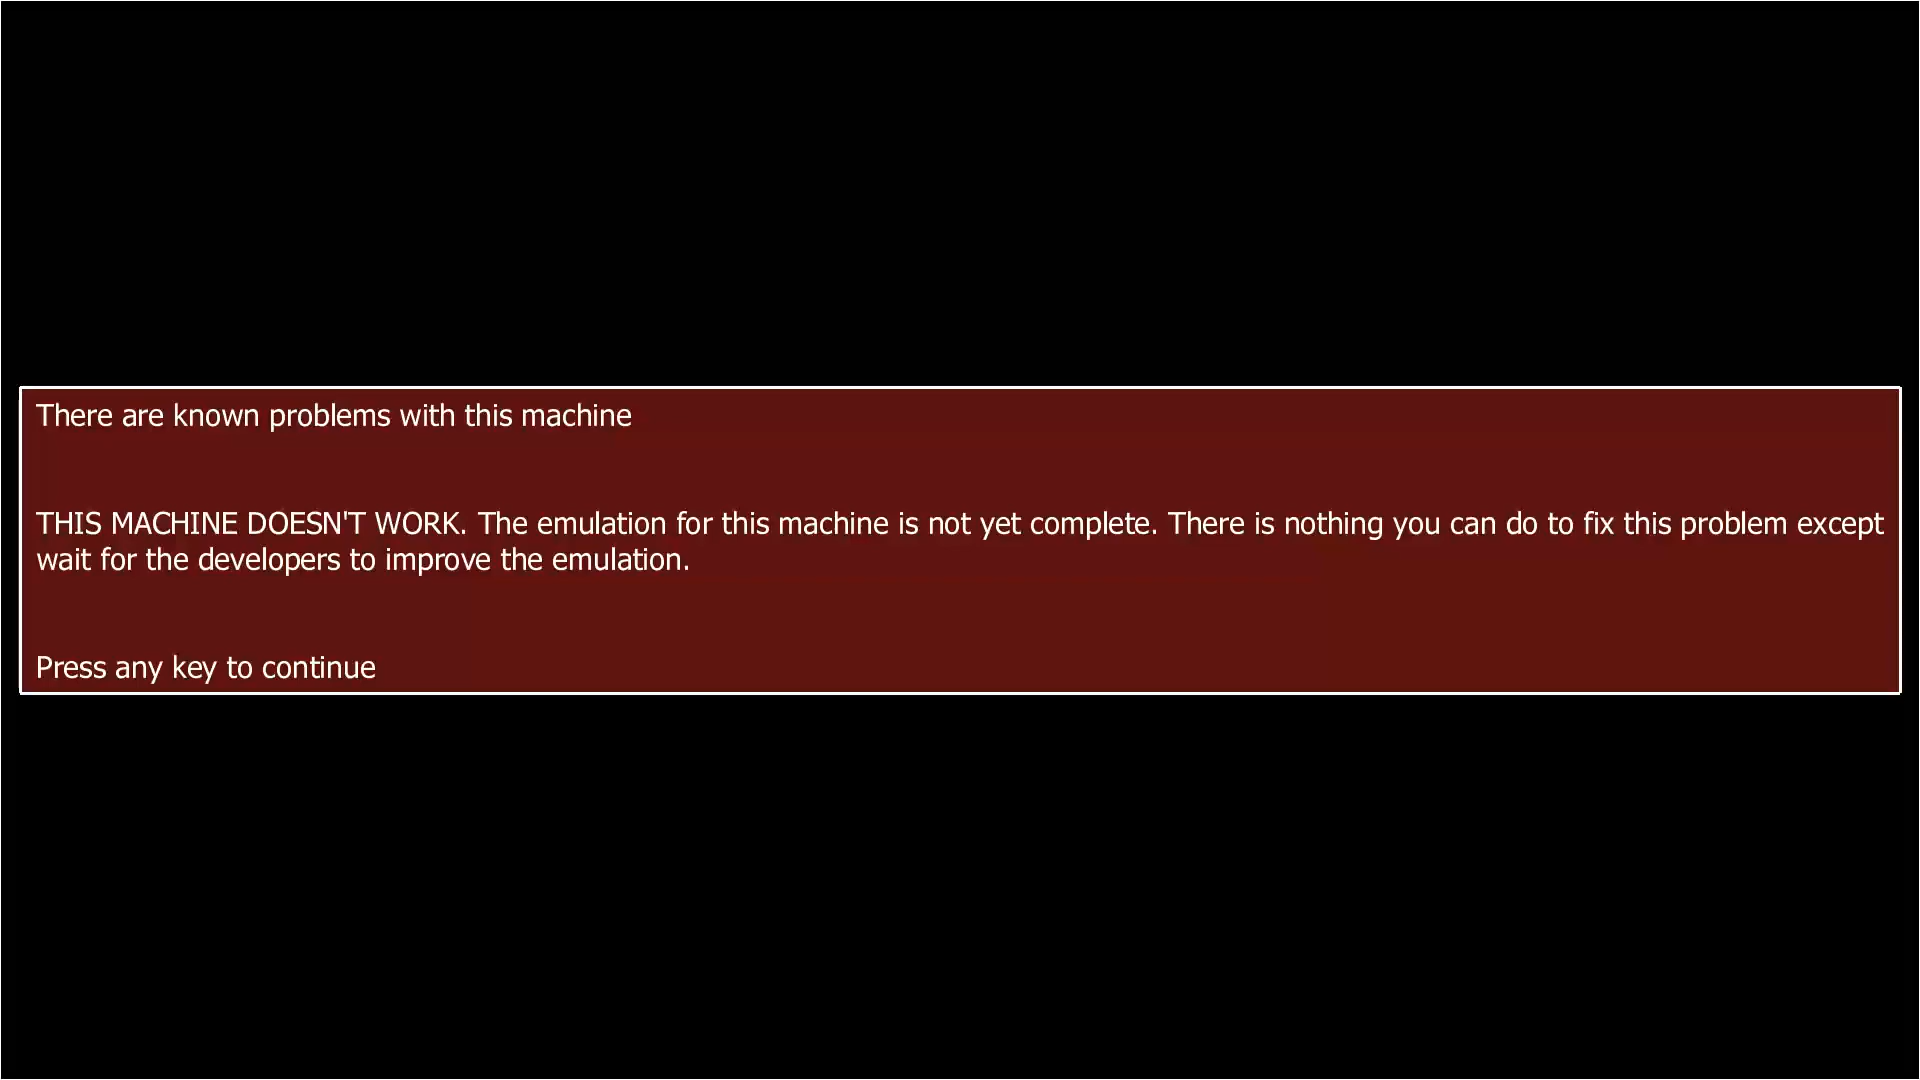 There are known problems with this machine
THIS MACHINE DOESN'T WORK. The emulation for this machine is not yet complete. There is nothing you can do to fix this problem except
wait for the developers to improve the emulation.
Press any key to continue